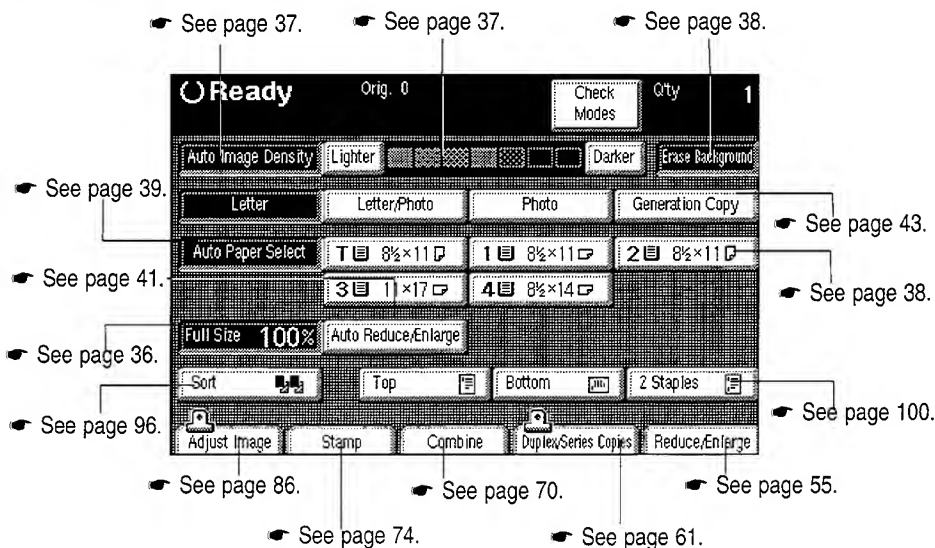 ☛ See page 37. ☛ See page 37. ☛ See page 38.
Ready Orig. 0 Check Modes Q'ty 1
Auto Image Density Lighter Darker Erase Background
☛ See page 39.
Letter Letter/Photo Photo Generation Copy
☛ See page 43.
Auto Paper Select T 8½×11 1 8½×11 2 8½×11
☛ See page 41.
3 11×17 4 8½×14
☛ See page 38.
Full Size 100% Auto Reduce/Enlarge
☛ See page 36.
Sort Top Bottom 2 Staples
☛ See page 100.
☛ See page 96.
Adjust Image Stamp Combine Duplex/Series Copies Reduce/Enlarge
☛ See page 86. ☛ See page 70. ☛ See page 55.
☛ See page 74. ☛ See page 61.